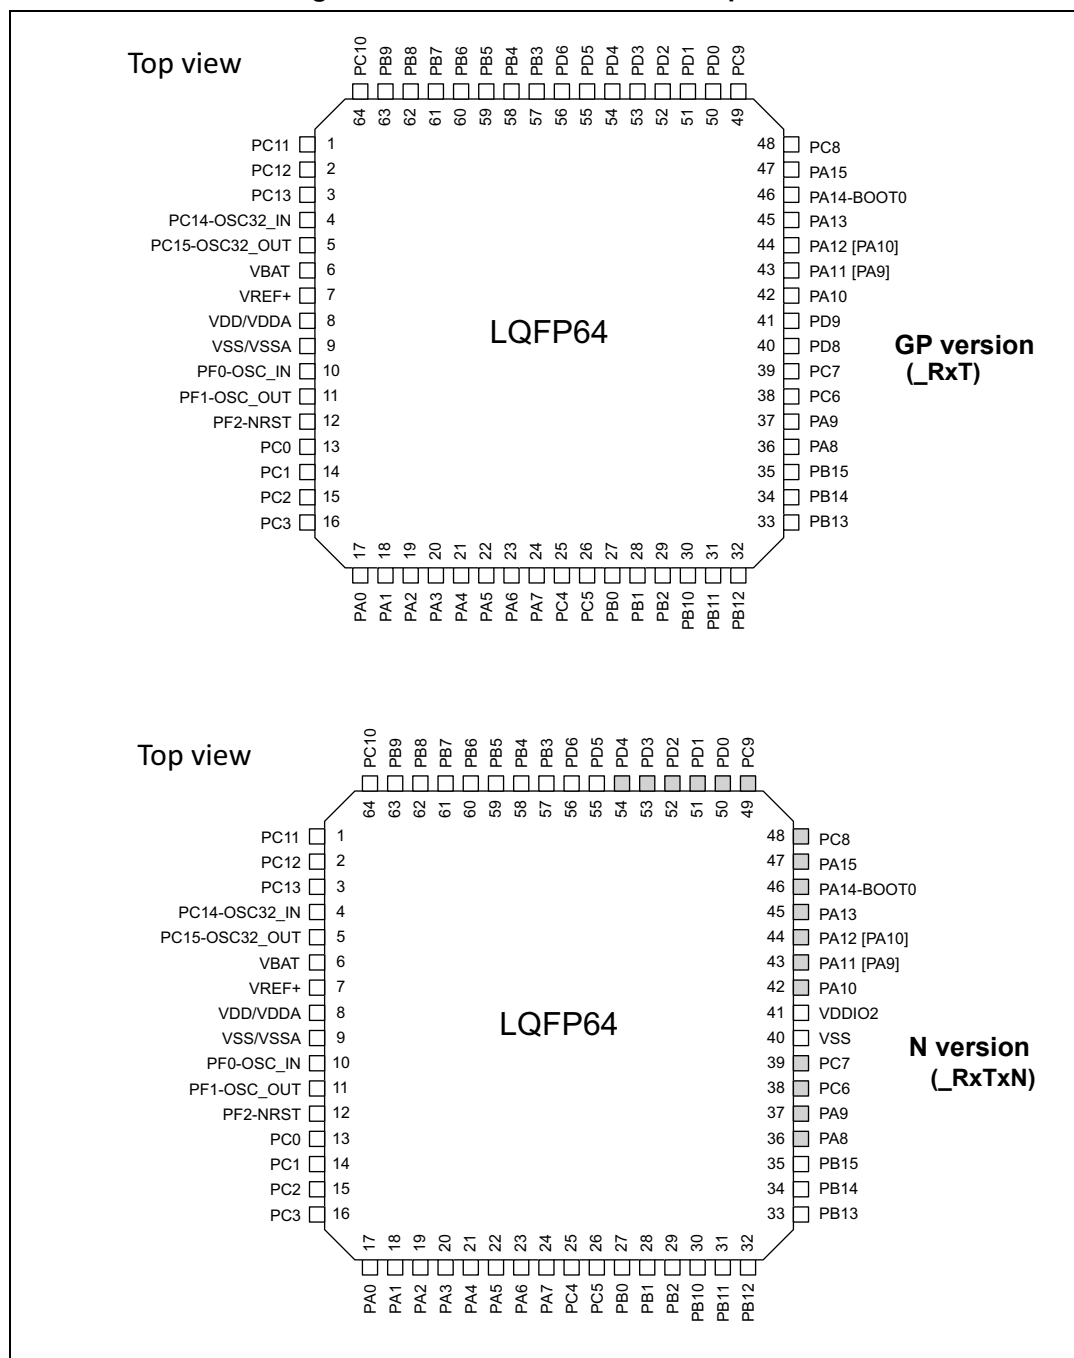 Top view
PC10 PB9 PB8 PB7 PB6 PB5 PB4 PB3 PD6 PD5 PD4 PD3 PD2 PD1 PD0 PC9
64 63 62 61 60 59 58 57 56 55 54 53 52 51 50 49
PC11 1 48 PC8
PC12 2 47 PA15
PC13 3 46 PA14-BOOT0
PC14-OSC32_IN 4 45 PA13
PC15-OSC32_OUT 5 44 PA12 [PA10]
VBAT 6 43 PA11 [PA9]
VREF+ 7 42 PA10
VDD/VDDA 8 41 PD9
VSS/VSSA 9 40 PD8
PF0-OSC_IN 10 39 PC7
PF1-OSC_OUT 11 38 PC6
PF2-NRST 12 37 PA9
PC0 13 36 PA8
PC1 14 35 PB15
PC2 15 34 PB14
PC3 16 33 PB13
LQFP64
GP version
(_RxT)
17 18 19 20 21 22 23 24 25 26 27 28 29 30 31 32
PA0 PA1 PA2 PA3 PA4 PA5 PA6 PA7 PC4 PC5 PB0 PB1 PB2 PB10 PB11 PB12
Top view
PC10 PB9 PB8 PB7 PB6 PB5 PB4 PB3 PD6 PD5 PD4 PD3 PD2 PD1 PD0 PC9
64 63 62 61 60 59 58 57 56 55 54 53 52 51 50 49
PC11 1 48 PC8
PC12 2 47 PA15
PC13 3 46 PA14-BOOT0
PC14-OSC32_IN 4 45 PA13
PC15-OSC32_OUT 5 44 PA12 [PA10]
VBAT 6 43 PA11 [PA9]
VREF+ 7 42 PA10
VDD/VDDA 8 41 VDDIO2
VSS/VSSA 9 40 VSS
PF0-OSC_IN 10 39 PC7
PF1-OSC_OUT 11 38 PC6
PF2-NRST 12 37 PA9
PC0 13 36 PA8
PC1 14 35 PB15
PC2 15 34 PB14
PC3 16 33 PB13
LQFP64
N version
(_RxTxN)
17 18 19 20 21 22 23 24 25 26 27 28 29 30 31 32
PA0 PA1 PA2 PA3 PA4 PA5 PA6 PA7 PC4 PC5 PB0 PB1 PB2 PB10 PB11 PB12